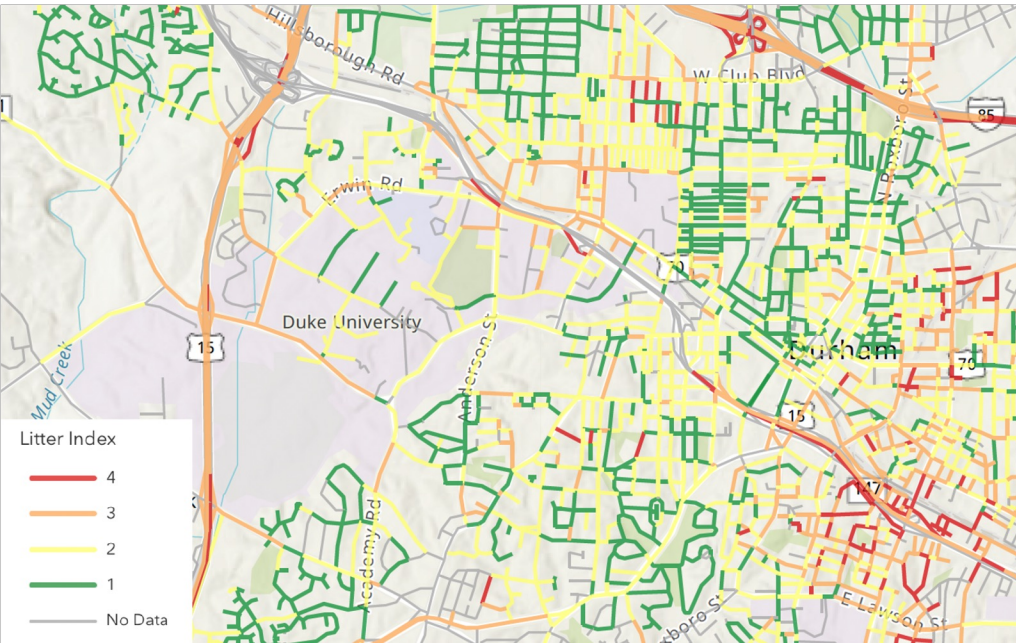 Hillsborough Rd
W Club Blvd
85
N Roxboro St
Erwin Rd
70
Duke University
15
Durham
70
Mud Creek
Anderson St
15
Litter Index
4
147
3
2
Academy Rd
1
E Lawson St
No Data